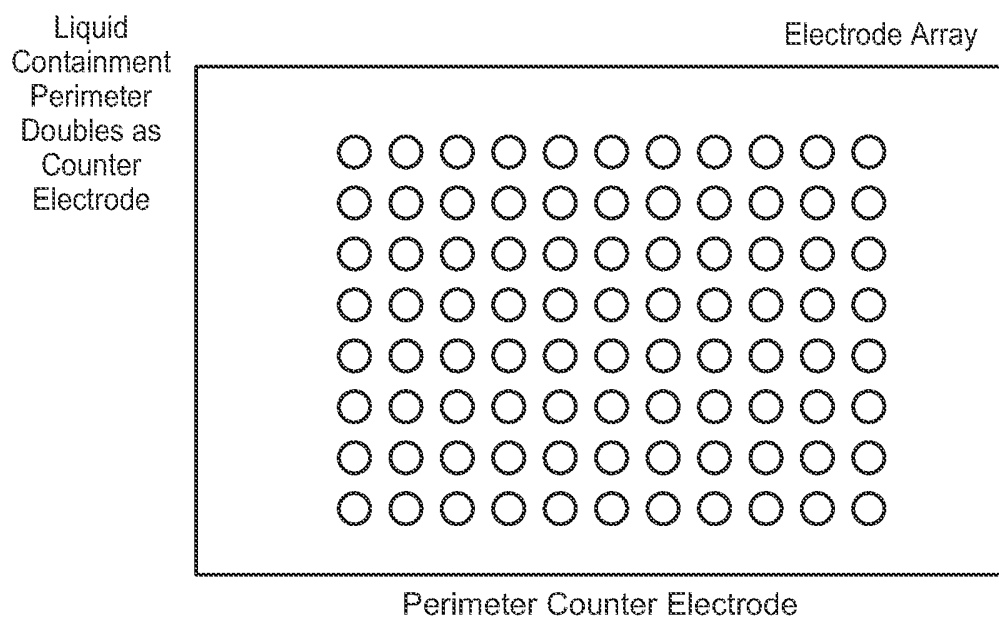 Liquid
Containment
Perimeter
Doubles as
Counter
Electrode
Electrode Array
Perimeter Counter Electrode